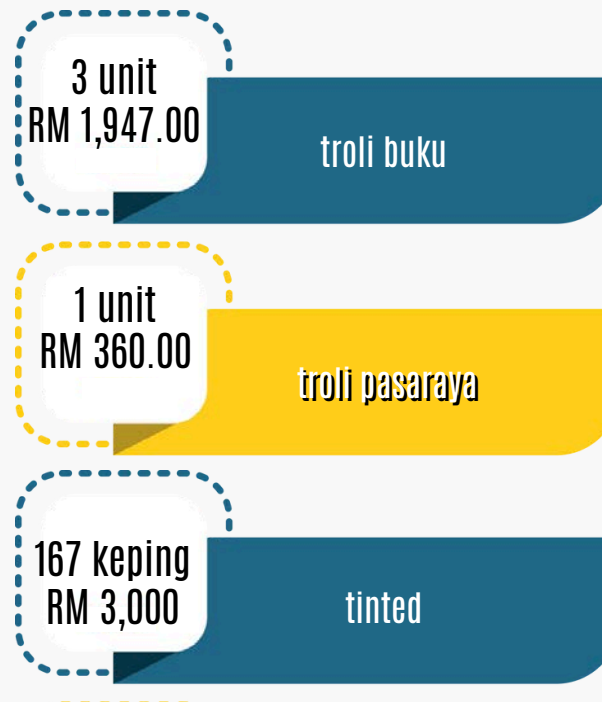 3 unit
RM 1,947.00
troli buku
1 unit
RM 360.00
troli pasaraya
167 keping
RM 3,000
tinted